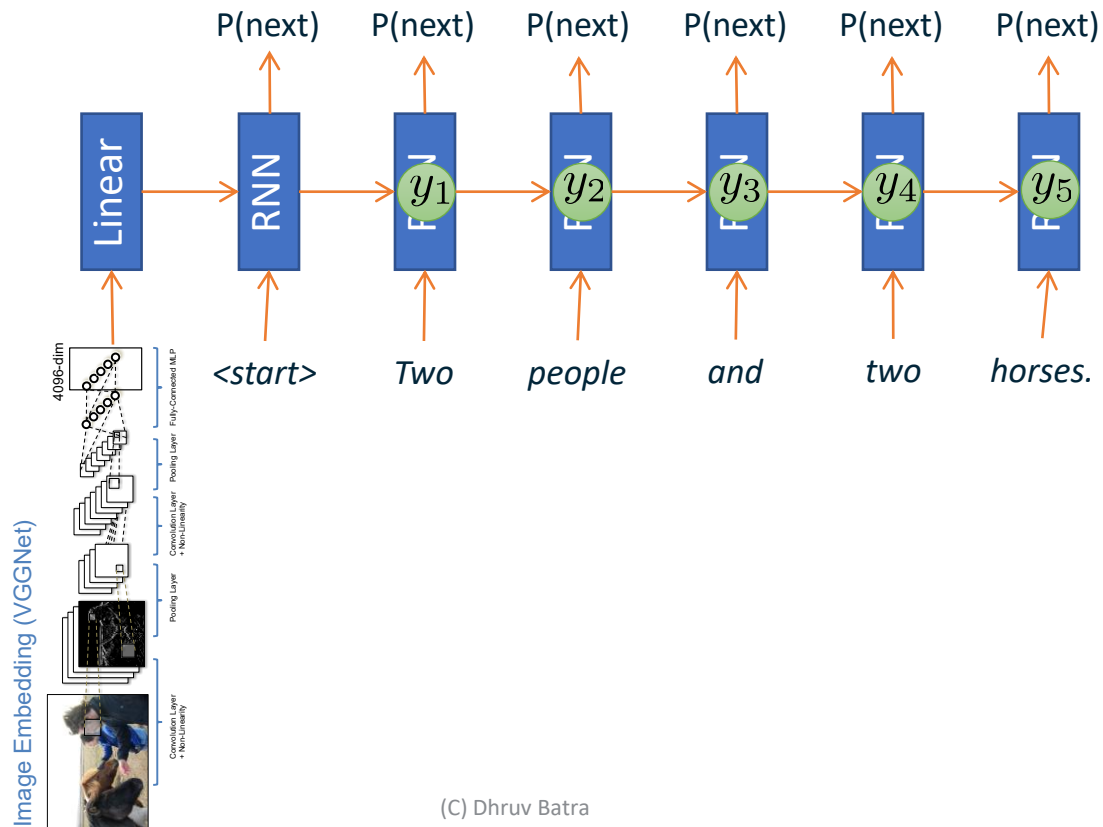 P(next) P(next) P(next) P(next) P(next) P(next)
Linear
RNN
y₁
y₂
y₃
y₄
y₅
<start> Two people and two horses.
4096-dim
Fully-Connected MLP
Pooling Layer
Convolution Layer
+ Non-Linearity
Pooling Layer
Convolution Layer
+ Non-Linearity
Image Embedding (VGGNet)
(C) Dhruv Batra